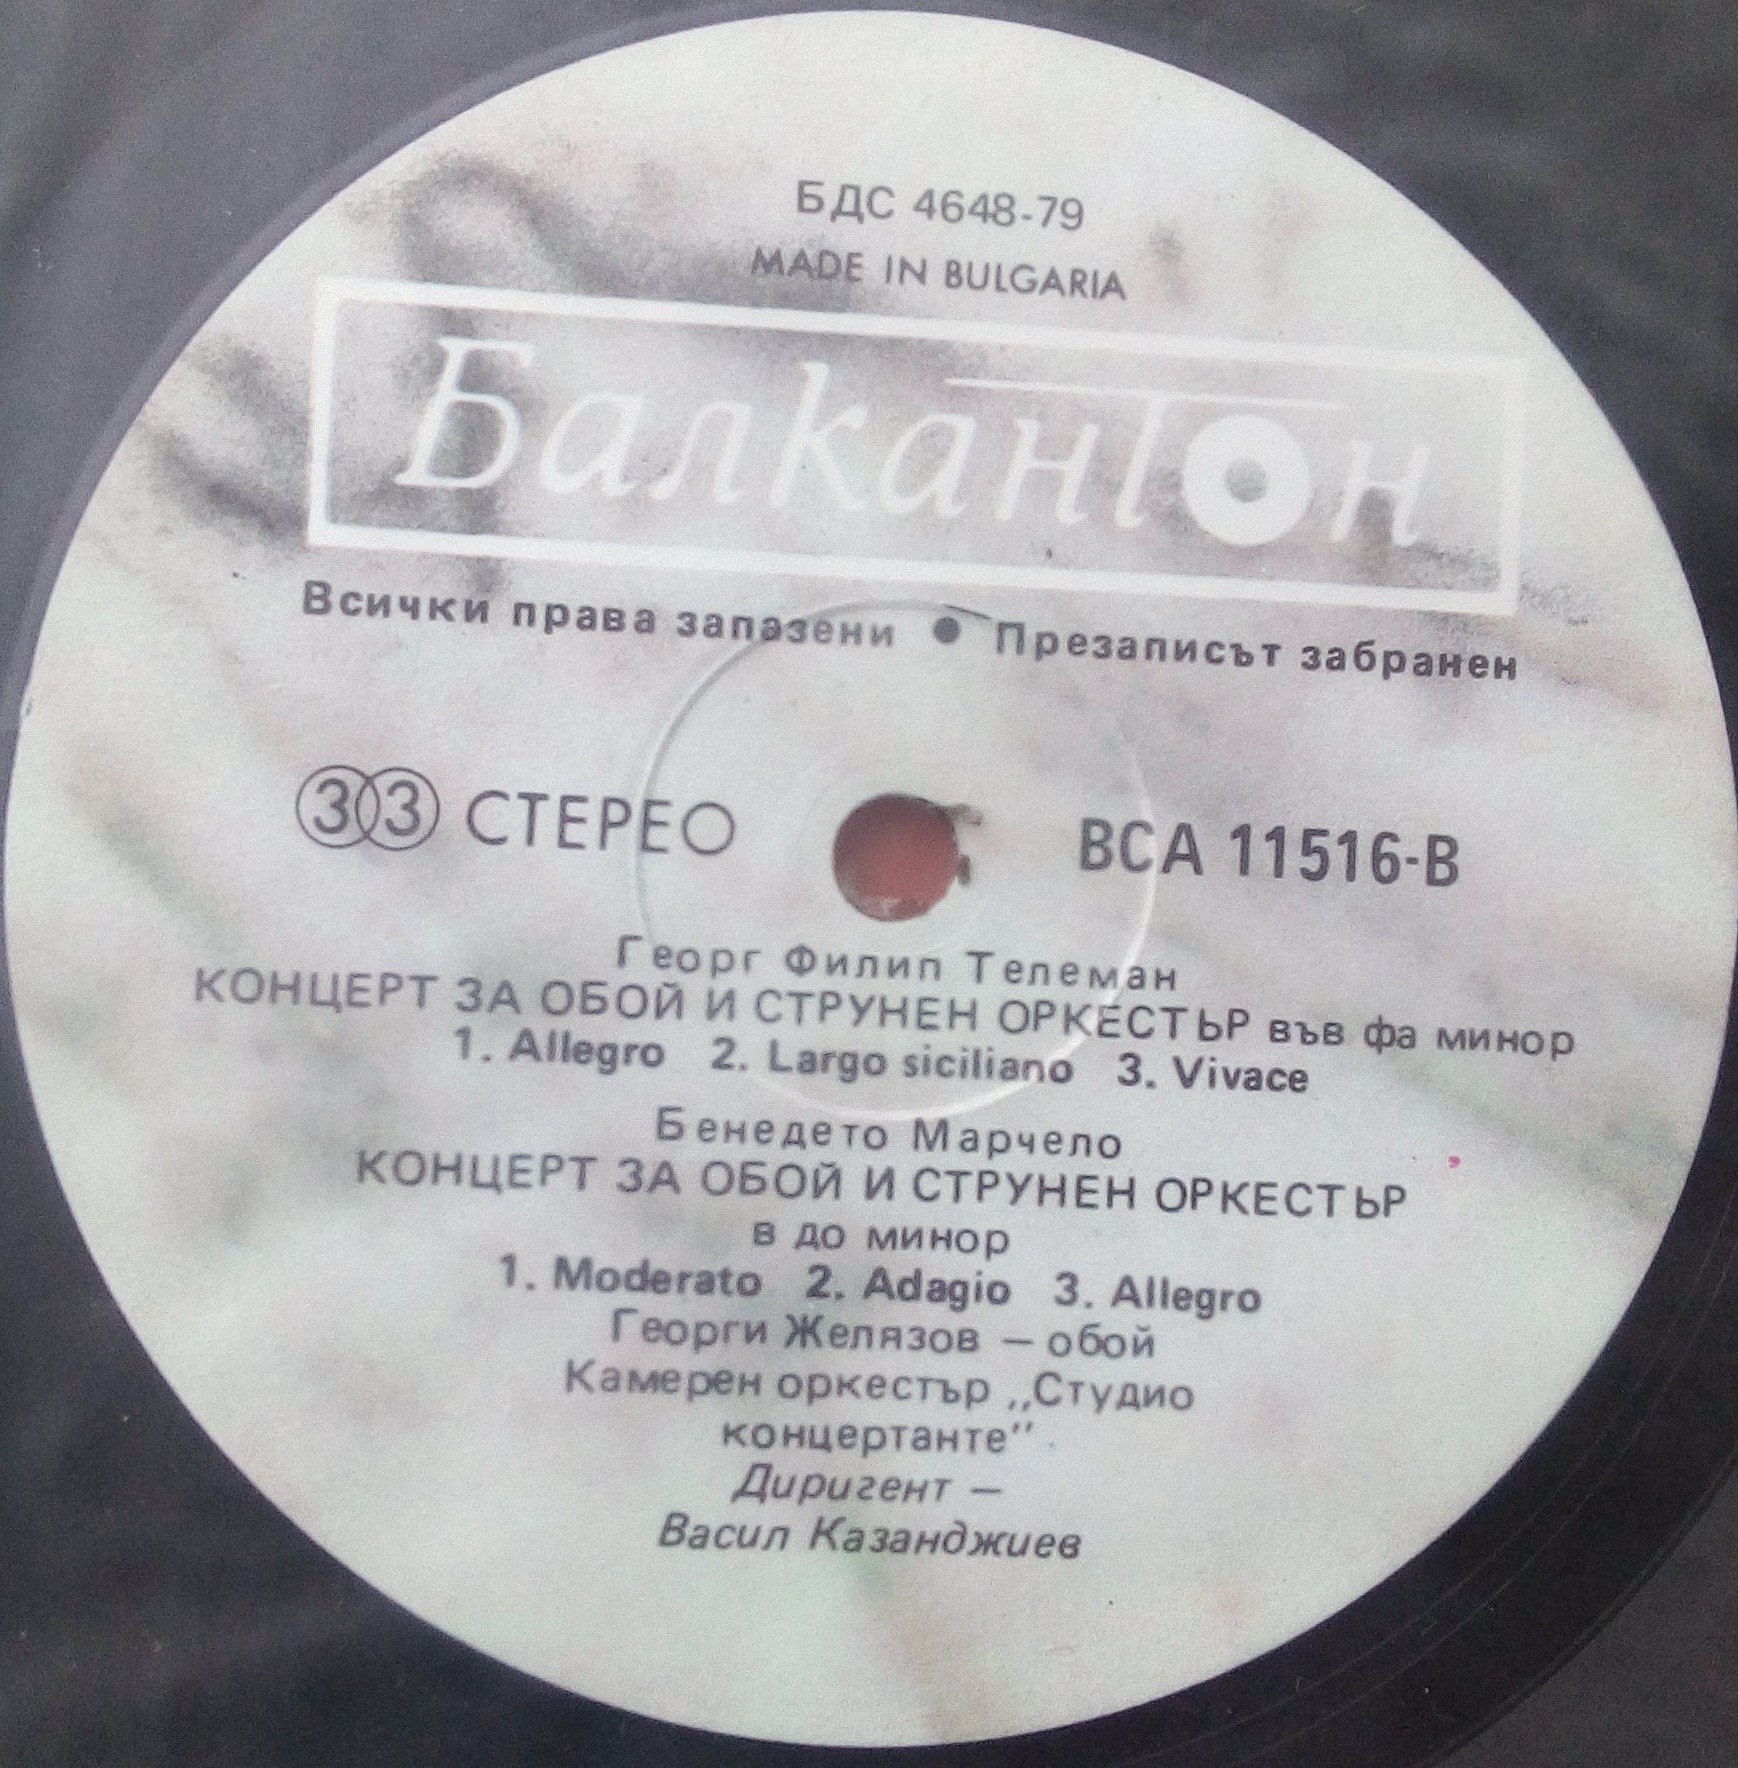 БДС 4648-79
MADE IN BULGARIA
Балкантон
Всички права запазени ● Презаписът забранен
33 СТЕРЕО ВСА 11516-В
Георг Филип Телеман
КОНЦЕРТ ЗА ОБОЙ И СТРУНЕН ОРКЕСТЪР във фа минор
1. Allegro 2. Largo siciliano 3. Vivace
Бенедето Марчело
КОНЦЕРТ ЗА ОБОЙ И СТРУНЕН ОРКЕСТЪР
в до минор
1. Moderato 2. Adagio 3. Allegro
Георги Желязов — обой
Камерен оркестър „Студио
концертанте”
Диригент —
Васил Казанджиев